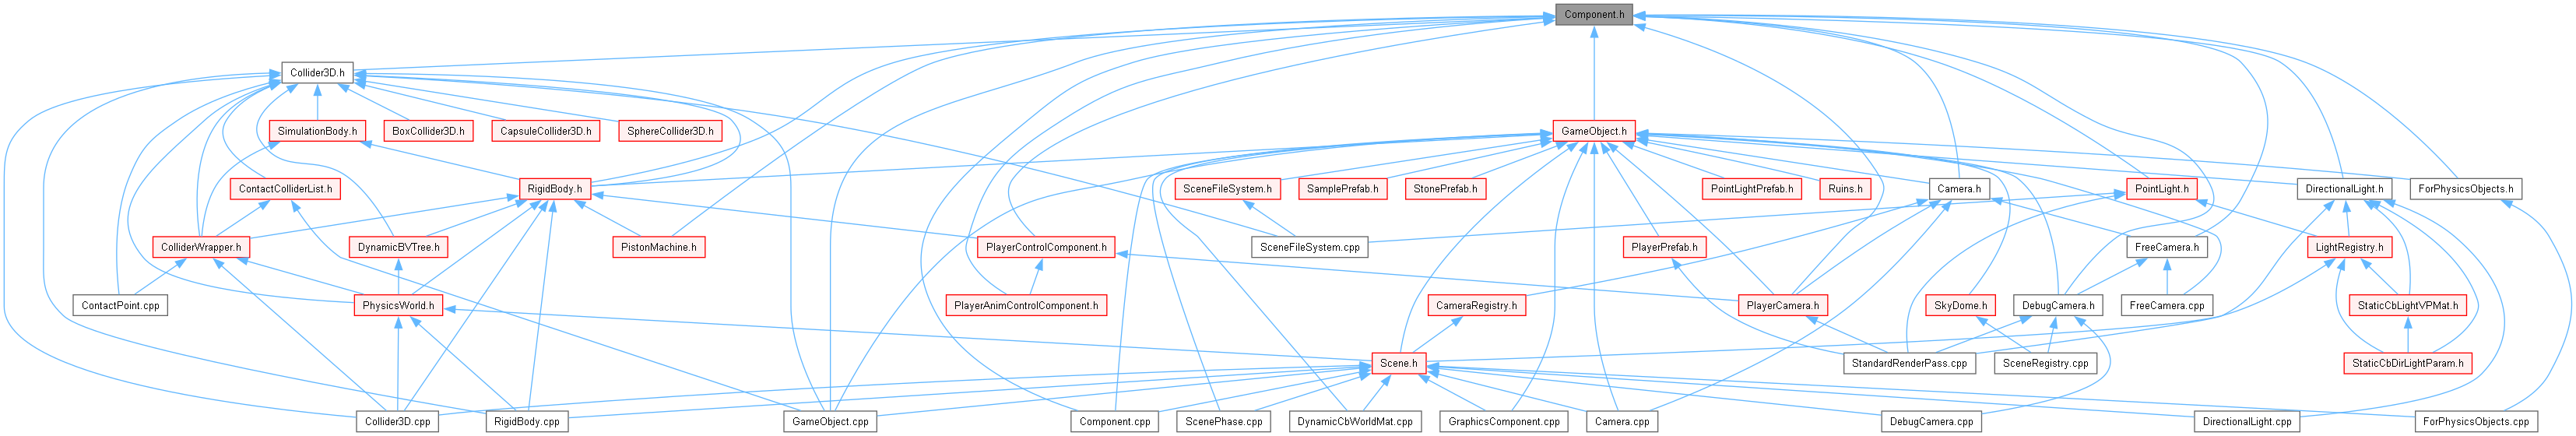 Component.h
Collider3D.h
SimulationBody.h
BoxCollider3D.h
CapsuleCollider3D.h
SphereCollider3D.h
GameObject.h
ContactColliderList.h
RigidBody.h
SceneFileSystem.h
SamplePrefab.h
StonePrefab.h
PointLightPrefab.h
Ruins.h
Camera.h
PointLight.h
DirectionalLight.h
ForPhysicsObjects.h
ColliderWrapper.h
DynamicBVTree.h
PistonMachine.h
PlayerControlComponent.h
SceneFileSystem.cpp
PlayerPrefab.h
FreeCamera.h
LightRegistry.h
ContactPoint.cpp
PhysicsWorld.h
PlayerAnimControlComponent.h
CameraRegistry.h
PlayerCamera.h
SkyDome.h
DebugCamera.h
FreeCamera.cpp
StaticCbLightVPMat.h
Scene.h
StandardRenderPass.cpp
SceneRegistry.cpp
StaticCbDirLightParam.h
Collider3D.cpp
RigidBody.cpp
GameObject.cpp
Component.cpp
ScenePhase.cpp
DynamicCbWorldMat.cpp
GraphicsComponent.cpp
Camera.cpp
DebugCamera.cpp
DirectionalLight.cpp
ForPhysicsObjects.cpp